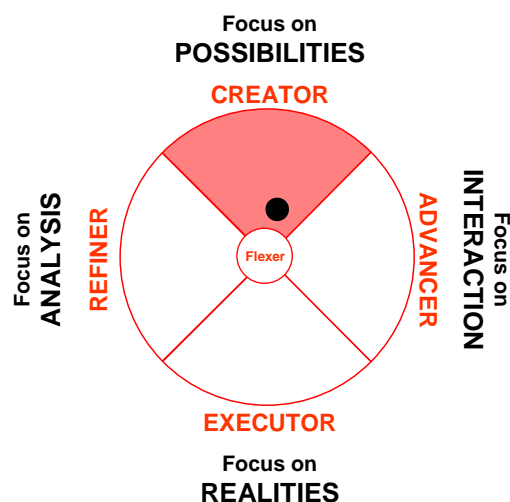 Focus on
POSSIBILITIES
CREATOR
Focus on
ANALYSIS
REFINER
Flexer
ADVANCER
Focus on
INTERACTION
EXECUTOR
Focus on
REALITIES